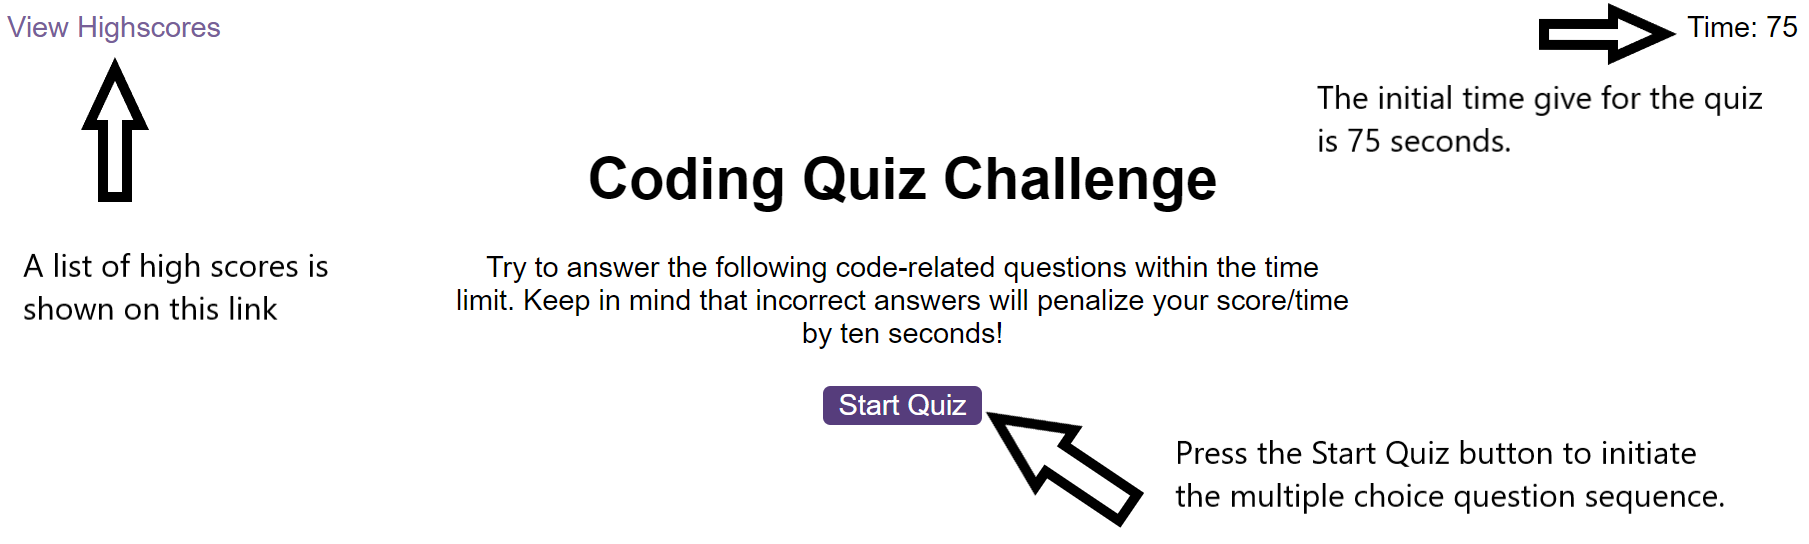 View Highscores
Time: 75
The initial time give for the quiz
is 75 seconds.
Coding Quiz Challenge
A list of high scores is
shown on this link
Try to answer the following code-related questions within the time
limit. Keep in mind that incorrect answers will penalize your score/time
by ten seconds!
Start Quiz
Press the Start Quiz button to initiate
the multiple choice question sequence.